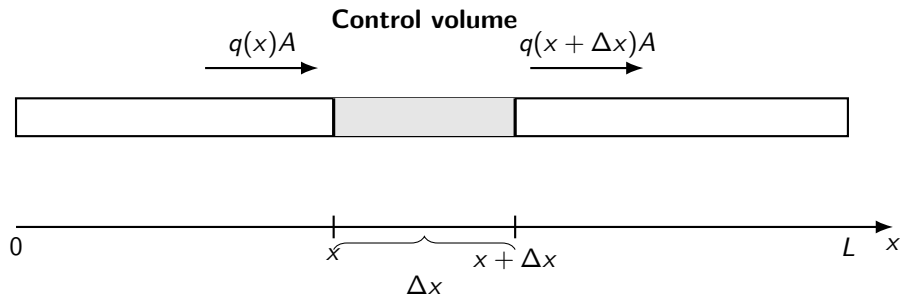 Control volume
q(x)A
q(x + Δx)A
0
x
x + Δx
L
x
Δx